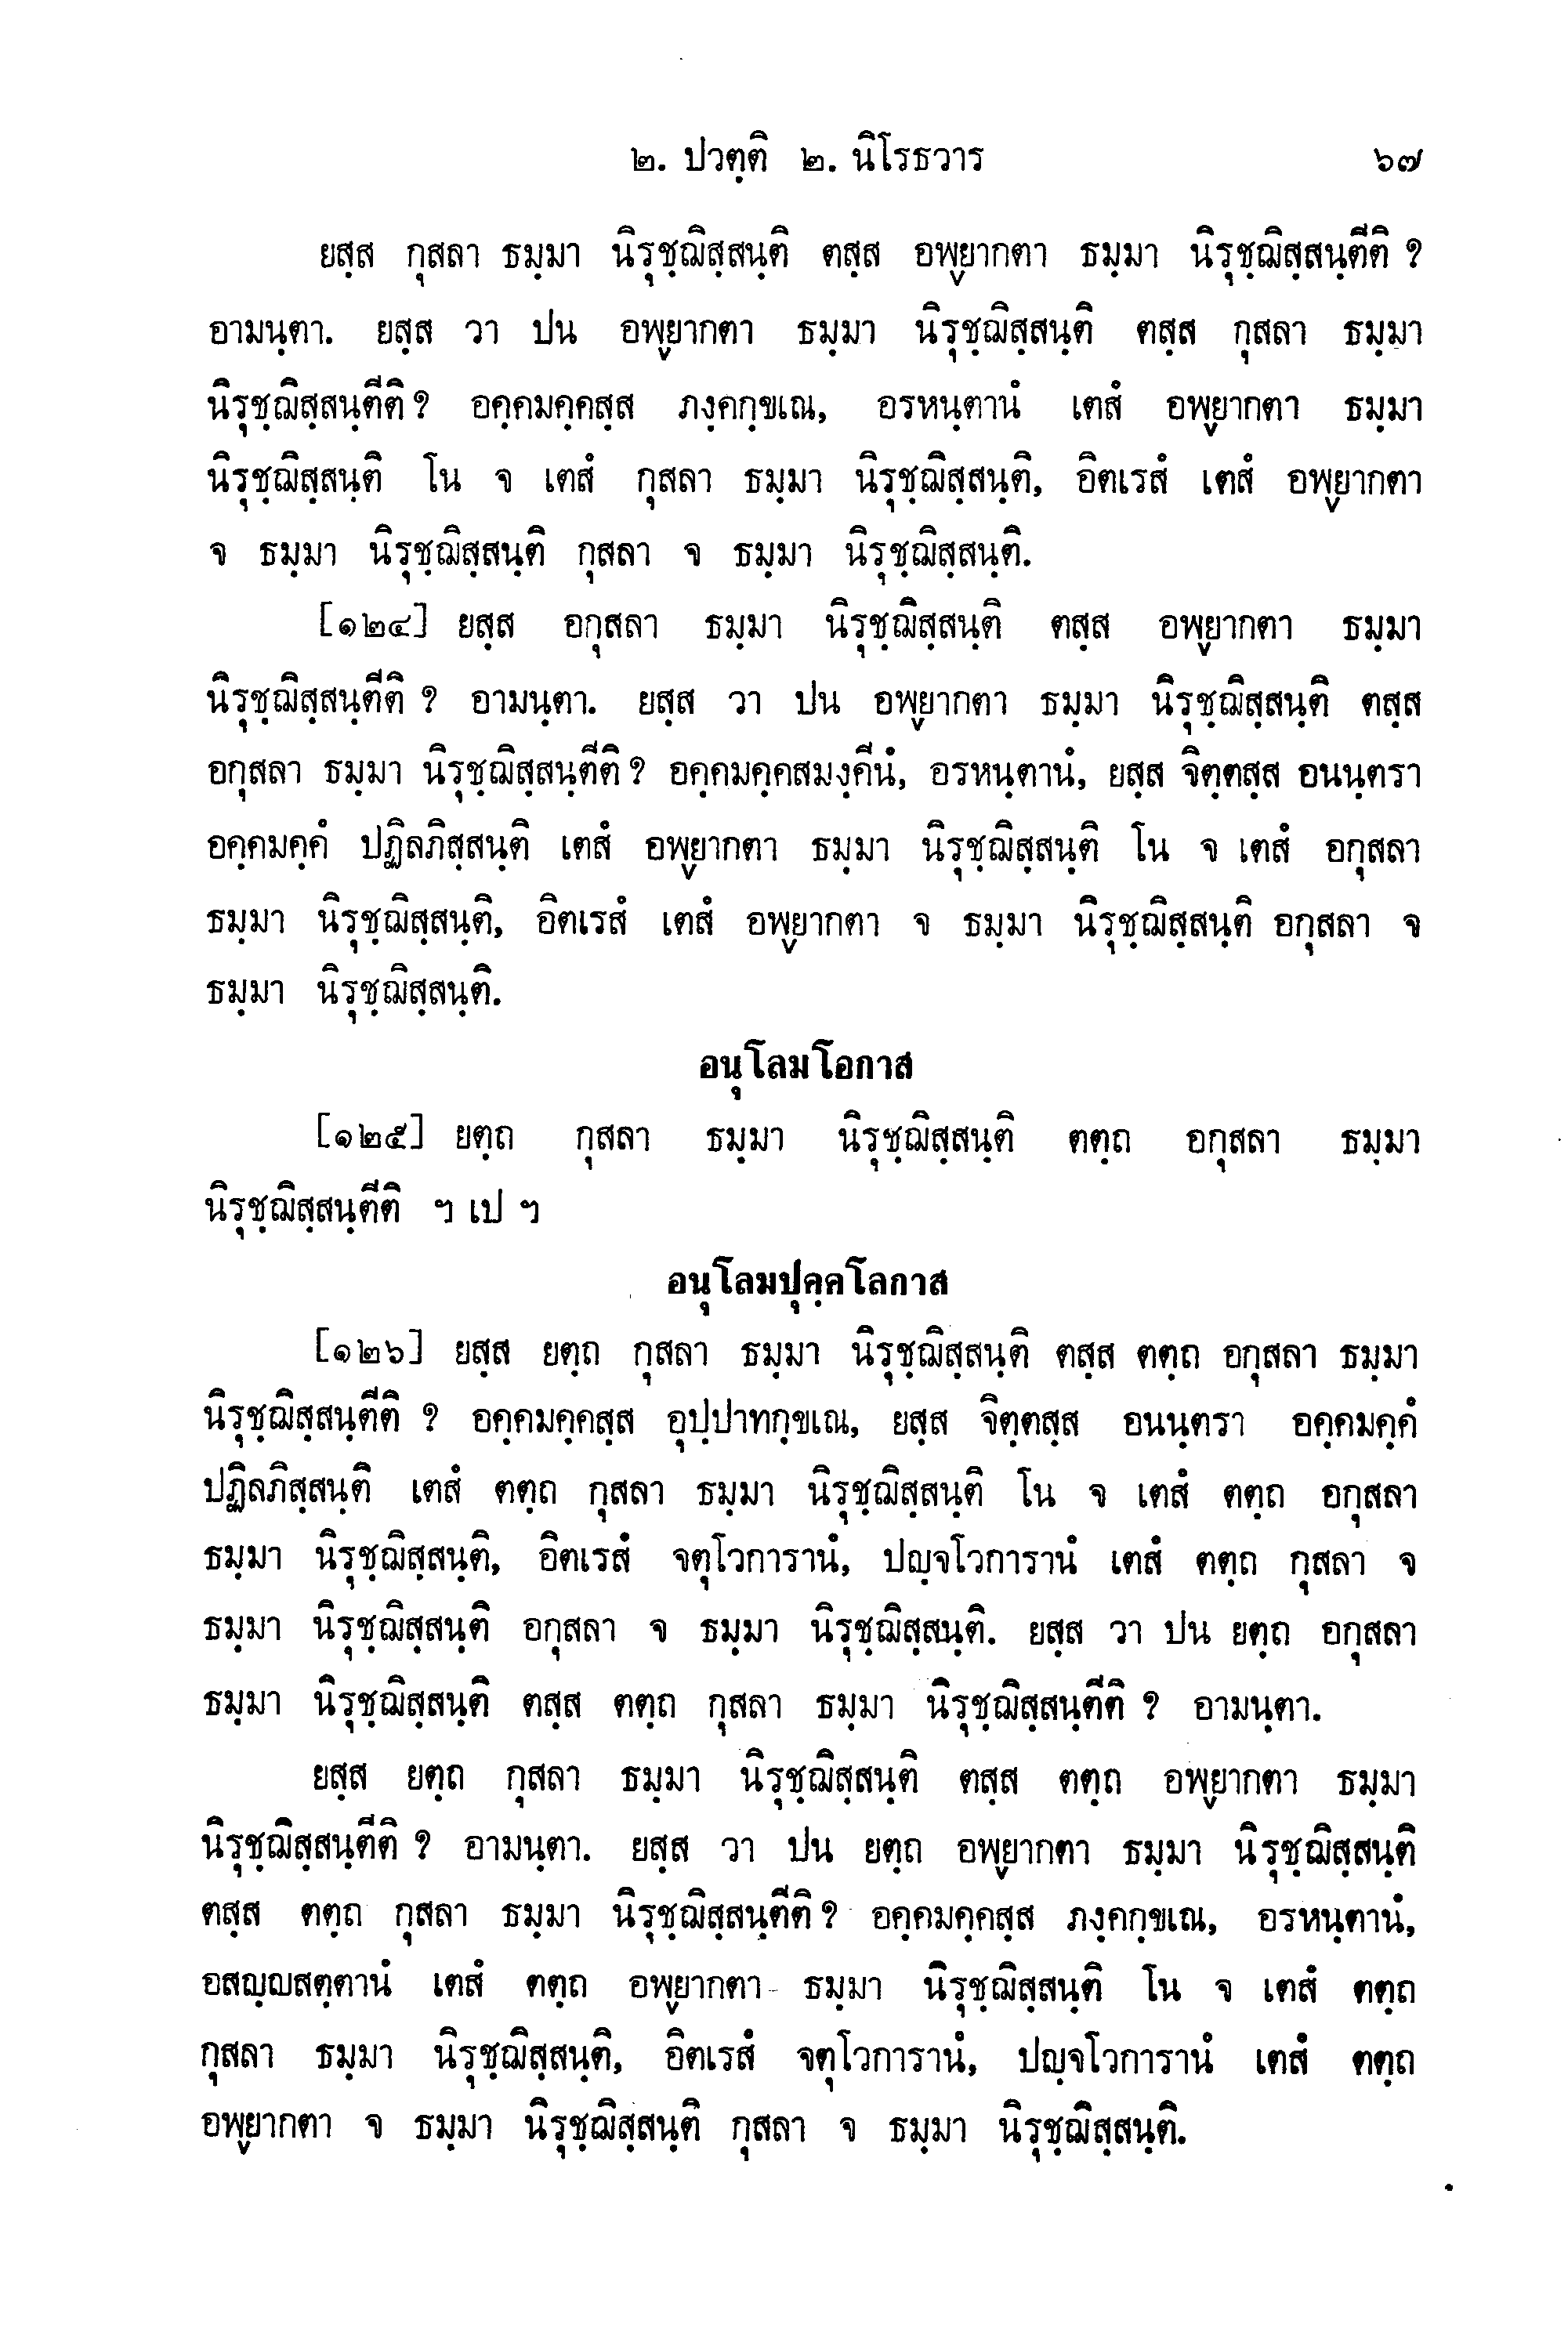 ๒. ปวตฺติ ๒. นิโรธวาร ๖๗
ยสฺส กุสลา ธมฺมา นิรุชฺฌิสฺสนฺติ ตสฺส อพฺยากตา ธมฺมา นิรุชฺฌิสฺสนฺตีติ ?
อามนฺตา. ยสฺส วา ปน อพฺยากตา ธมฺมา นิรุชฺฌิสฺสนฺติ ตสฺส กุสลา ธมฺมา
นิรุชฺฌิสฺสนฺตีติ ? อคฺคมคฺคสฺส ภงฺคกฺขเณ, อรหนฺตานํ เตสํ อพฺยากตา ธมฺมา
นิรุชฺฌิสฺสนฺติ โน จ เตสํ กุสลา ธมฺมา นิรุชฺฌิสฺสนฺติ, อิตเรสํ เตสํ อพฺยากตา
จ ธมฺมา นิรุชฺฌิสฺสนฺติ กุสลา จ ธมฺมา นิรุชฺฌิสฺสนฺติ.
[๑๒๔] ยสฺส อกุสลา ธมฺมา นิรุชฺฌิสฺสนฺติ ตสฺส อพฺยากตา ธมฺมา
นิรุชฺฌิสฺสนฺตีติ ? อามนฺตา. ยสฺส วา ปน อพฺยากตา ธมฺมา นิรุชฺฌิสฺสนฺติ ตสฺส
อกุสลา ธมฺมา นิรุชฺฌิสฺสนฺตีติ ? อคฺคมคฺคสมงฺคีนํ, อรหนฺตานํ, ยสฺส จิตฺตสฺส อนนฺตรา
อคฺคมคฺคํ ปฏิลภิสฺสนฺติ เตสํ อพฺยากตา ธมฺมา นิรุชฺฌิสฺสนฺติ โน จ เตสํ อกุสลา
ธมฺมา นิรุชฺฌิสฺสนฺติ, อิตเรสํ เตสํ อพฺยากตา จ ธมฺมา นิรุชฺฌิสฺสนฺติ อกุสลา จ
ธมฺมา นิรุชฺฌิสฺสนฺติ.
อนุโลมโอกาส
[๑๒๕] ยตฺถ กุสลา ธมฺมา นิรุชฺฌิสฺสนฺติ ตตฺถ อกุสลา ธมฺมา
นิรุชฺฌิสฺสนฺตีติ ฯ เป ฯ
อนุโลมปุคฺคโลกาส
[๑๒๖] ยสฺส ยตฺถ กุสลา ธมฺมา นิรุชฺฌิสฺสนฺติ ตสฺส ตตฺถ อกุสลา ธมฺมา
นิรุชฺฌิสฺสนฺตีติ ? อคฺคมคฺคสฺส อุปฺปาทกฺขเณ, ยสฺส จิตฺตสฺส อนนฺตรา อคฺคมคฺคํ
ปฏิลภิสฺสนฺติ เตสํ ตตฺถ กุสลา ธมฺมา นิรุชฺฌิสฺสนฺติ โน จ เตสํ ตตฺถ อกุสลา
ธมฺมา นิรุชฺฌิสฺสนฺติ, อิตเรสํ จตุโวการานํ, ปญฺจโวการานํ เตสํ ตตฺถ กุสลา จ
ธมฺมา นิรุชฺฌิสฺสนฺติ อกุสลา จ ธมฺมา นิรุชฺฌิสฺสนฺติ. ยสฺส วา ปน ยตฺถ อกุสลา
ธมฺมา นิรุชฺฌิสฺสนฺติ ตสฺส ตตฺถ กุสลา ธมฺมา นิรุชฺฌิสฺสนฺตีติ ? อามนฺตา.
ยสฺส ยตฺถ กุสลา ธมฺมา นิรุชฺฌิสฺสนฺติ ตสฺส ตตฺถ อพฺยากตา ธมฺมา
นิรุชฺฌิสฺสนฺตีติ ? อามนฺตา. ยสฺส วา ปน ยตฺถ อพฺยากตา ธมฺมา นิรุชฺฌิสฺสนฺติ
ตสฺส ตตฺถ กุสลา ธมฺมา นิรุชฺฌิสฺสนฺตีติ ? อคฺคมคฺคสฺส ภงฺคกฺขเณ, อรหนฺตานํ,
อสญฺญสตฺตานํ เตสํ ตตฺถ อพฺยากตา ธมฺมา นิรุชฺฌิสฺสนฺติ โน จ เตสํ ตตฺถ
กุสลา ธมฺมา นิรุชฺฌิสฺสนฺติ, อิตเรสํ จตุโวการานํ, ปญฺจโวการานํ เตสํ ตตฺถ
อพฺยากตา จ ธมฺมา นิรุชฺฌิสฺสนฺติ กุสลา จ ธมฺมา นิรุชฺฌิสฺสนฺติ.